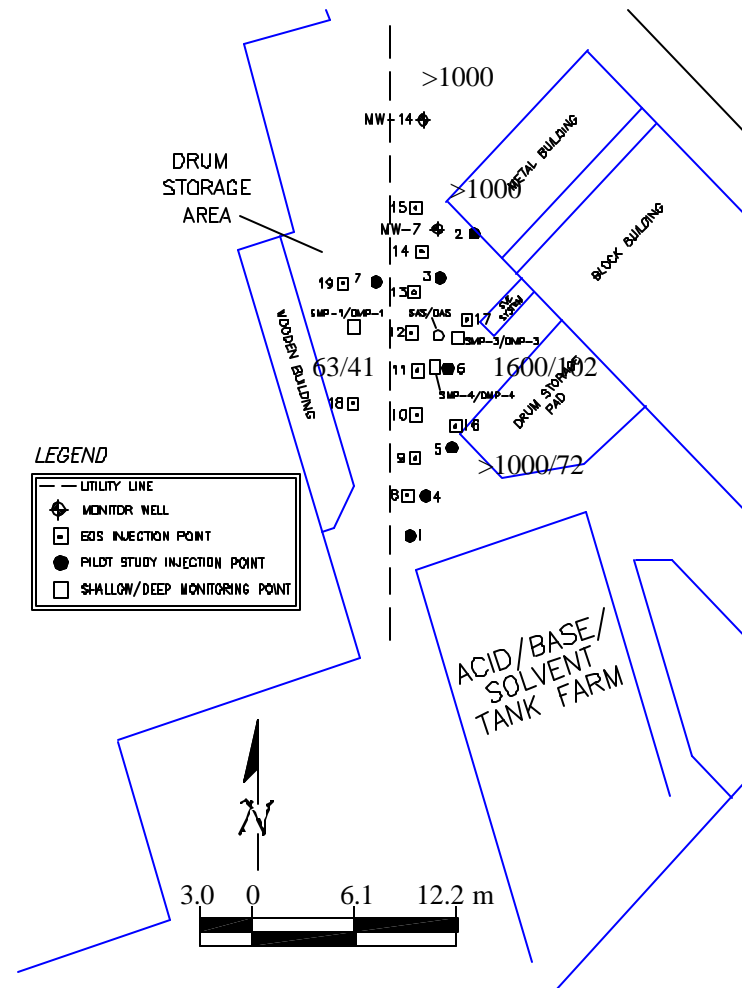 >1000
MW-14
DRUM
STORAGE
AREA
METAL BUILDING
>1000
15
MW-7
2
BLOCK BUILDING
14
19
7
3
13
SMP-1/DMP-1
SAS/DAS
17
SVE
SYSTEM
12
SMP-3/DMP-3
WOODEN BUILDING
63/41
11
6
1600/102
SMP-4/DMP-4
DRUM STORAGE
PAD
18
10
16
5
9
>1000/72
8
4
1
LEGEND
UTILITY LINE
MONITOR WELL
EOS INJECTION POINT
PILOT STUDY INJECTION POINT
SHALLOW/DEEP MONITORING POINT
ACID/BASE/
SOLVENT
TANK FARM
N
3.0 0 6.1 12.2 m